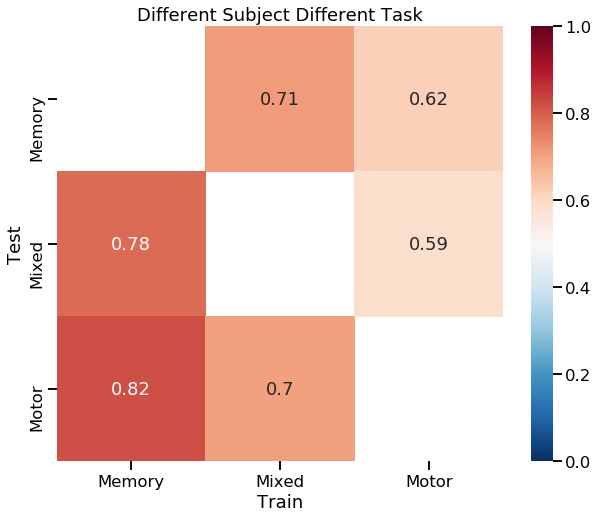 Different Subject Different Task
Test
Memory
0.71
0.62
Mixed
0.78
0.59
Motor
0.82
0.7
Memory
Mixed
Motor
Train
1.0
0.8
0.6
0.4
0.2
0.0